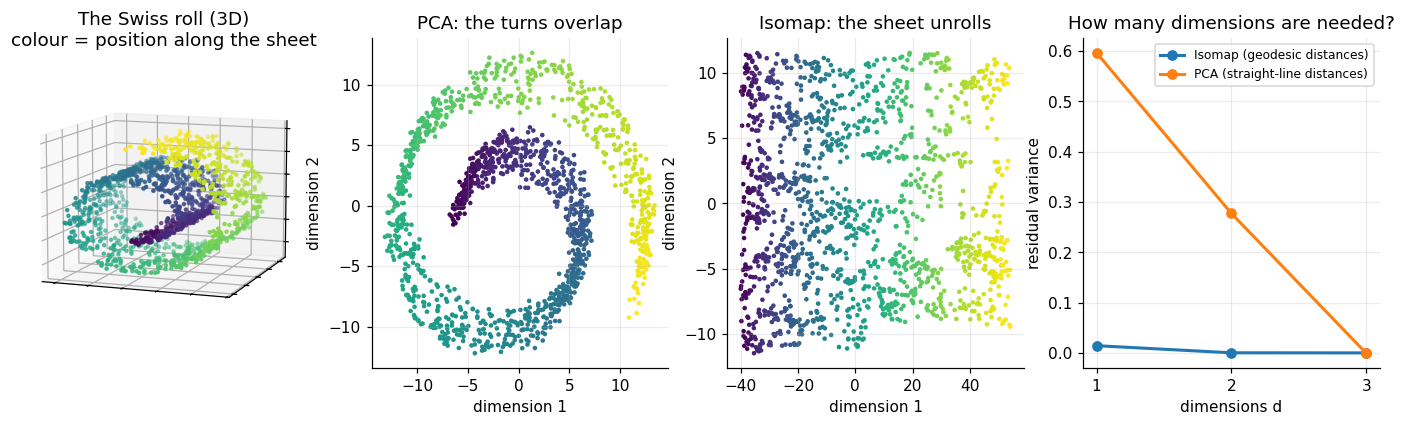 The Swiss roll (3D)
colour = position along the sheet
PCA: the turns overlap
dimension 2
10
5
0
−5
−10
−10
−5
0
5
10
dimension 1
Isomap: the sheet unrolls
dimension 2
10
5
0
−5
−10
−40
−20
0
20
40
dimension 1
How many dimensions are needed?
Isomap (geodesic distances)
PCA (straight-line distances)
residual variance
0.6
0.5
0.4
0.3
0.2
0.1
0.0
1
2
3
dimensions d